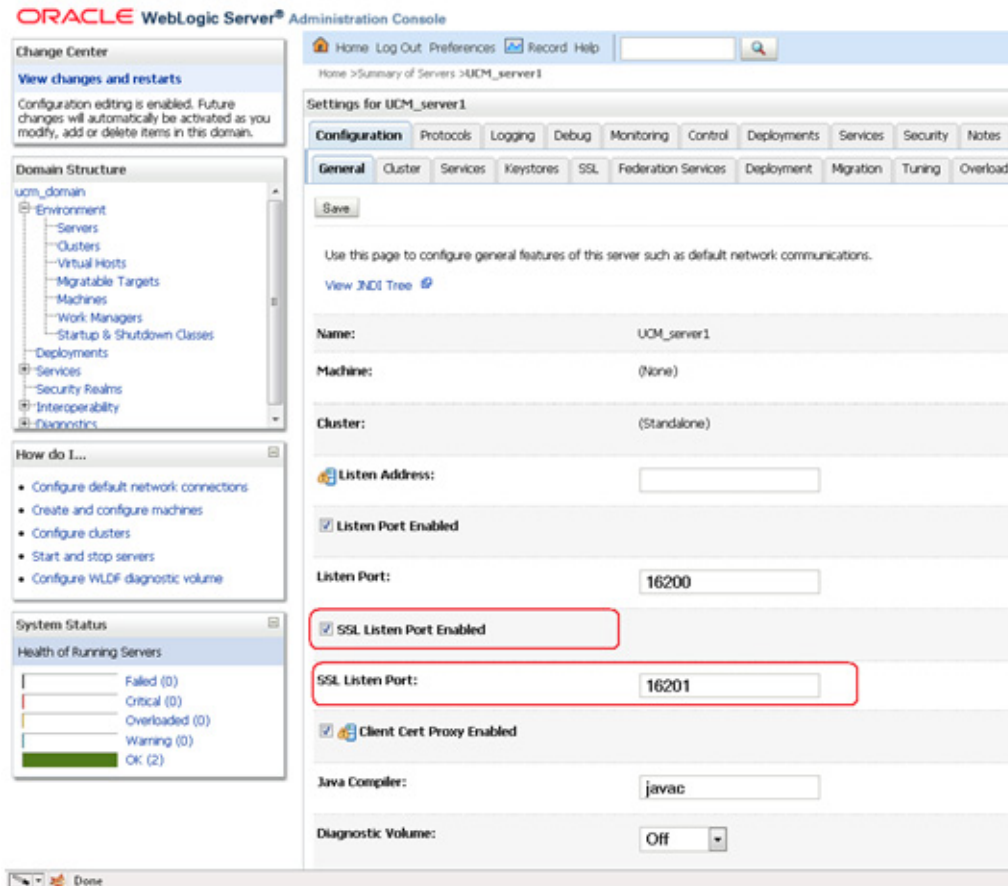 ORACLE WebLogic Server® Administration Console
Change Center
View changes and restarts
Configuration editing is enabled. Future
changes will automatically be activated as you
modify, add or delete items in this domain.
Domain Structure
ucm_domain
Environment
Servers
Clusters
Virtual Hosts
Migratable Targets
Machines
Work Managers
Startup & Shutdown Classes
Deployments
Services
Security Realms
Interoperability
Diagnostics
How do I...
Configure default network connections
Create and configure machines
Configure clusters
Start and stop servers
Configure WLDF diagnostic volume
System Status
Health of Running Servers
Failed (0)
Critical (0)
Overloaded (0)
Warning (0)
OK (2)
Home Log Out Preferences Record Help
Home >Summary of Servers >UCM_server1
Settings for UCM_server1
Configuration Protocols Logging Debug Monitoring Control Deployments Services Security Notes
General Cluster Services Keystores SSL Federation Services Deployment Migration Tuning Overload
Save
Use this page to configure general features of this server such as default network communications.
View JNDI Tree
Name: UCM_server1
Machine: (None)
Cluster: (Standalone)
Listen Address:
Listen Port Enabled
Listen Port: 16200
SSL Listen Port Enabled
SSL Listen Port: 16201
Client Cert Proxy Enabled
Java Compiler: javac
Diagnostic Volume: Off
Done